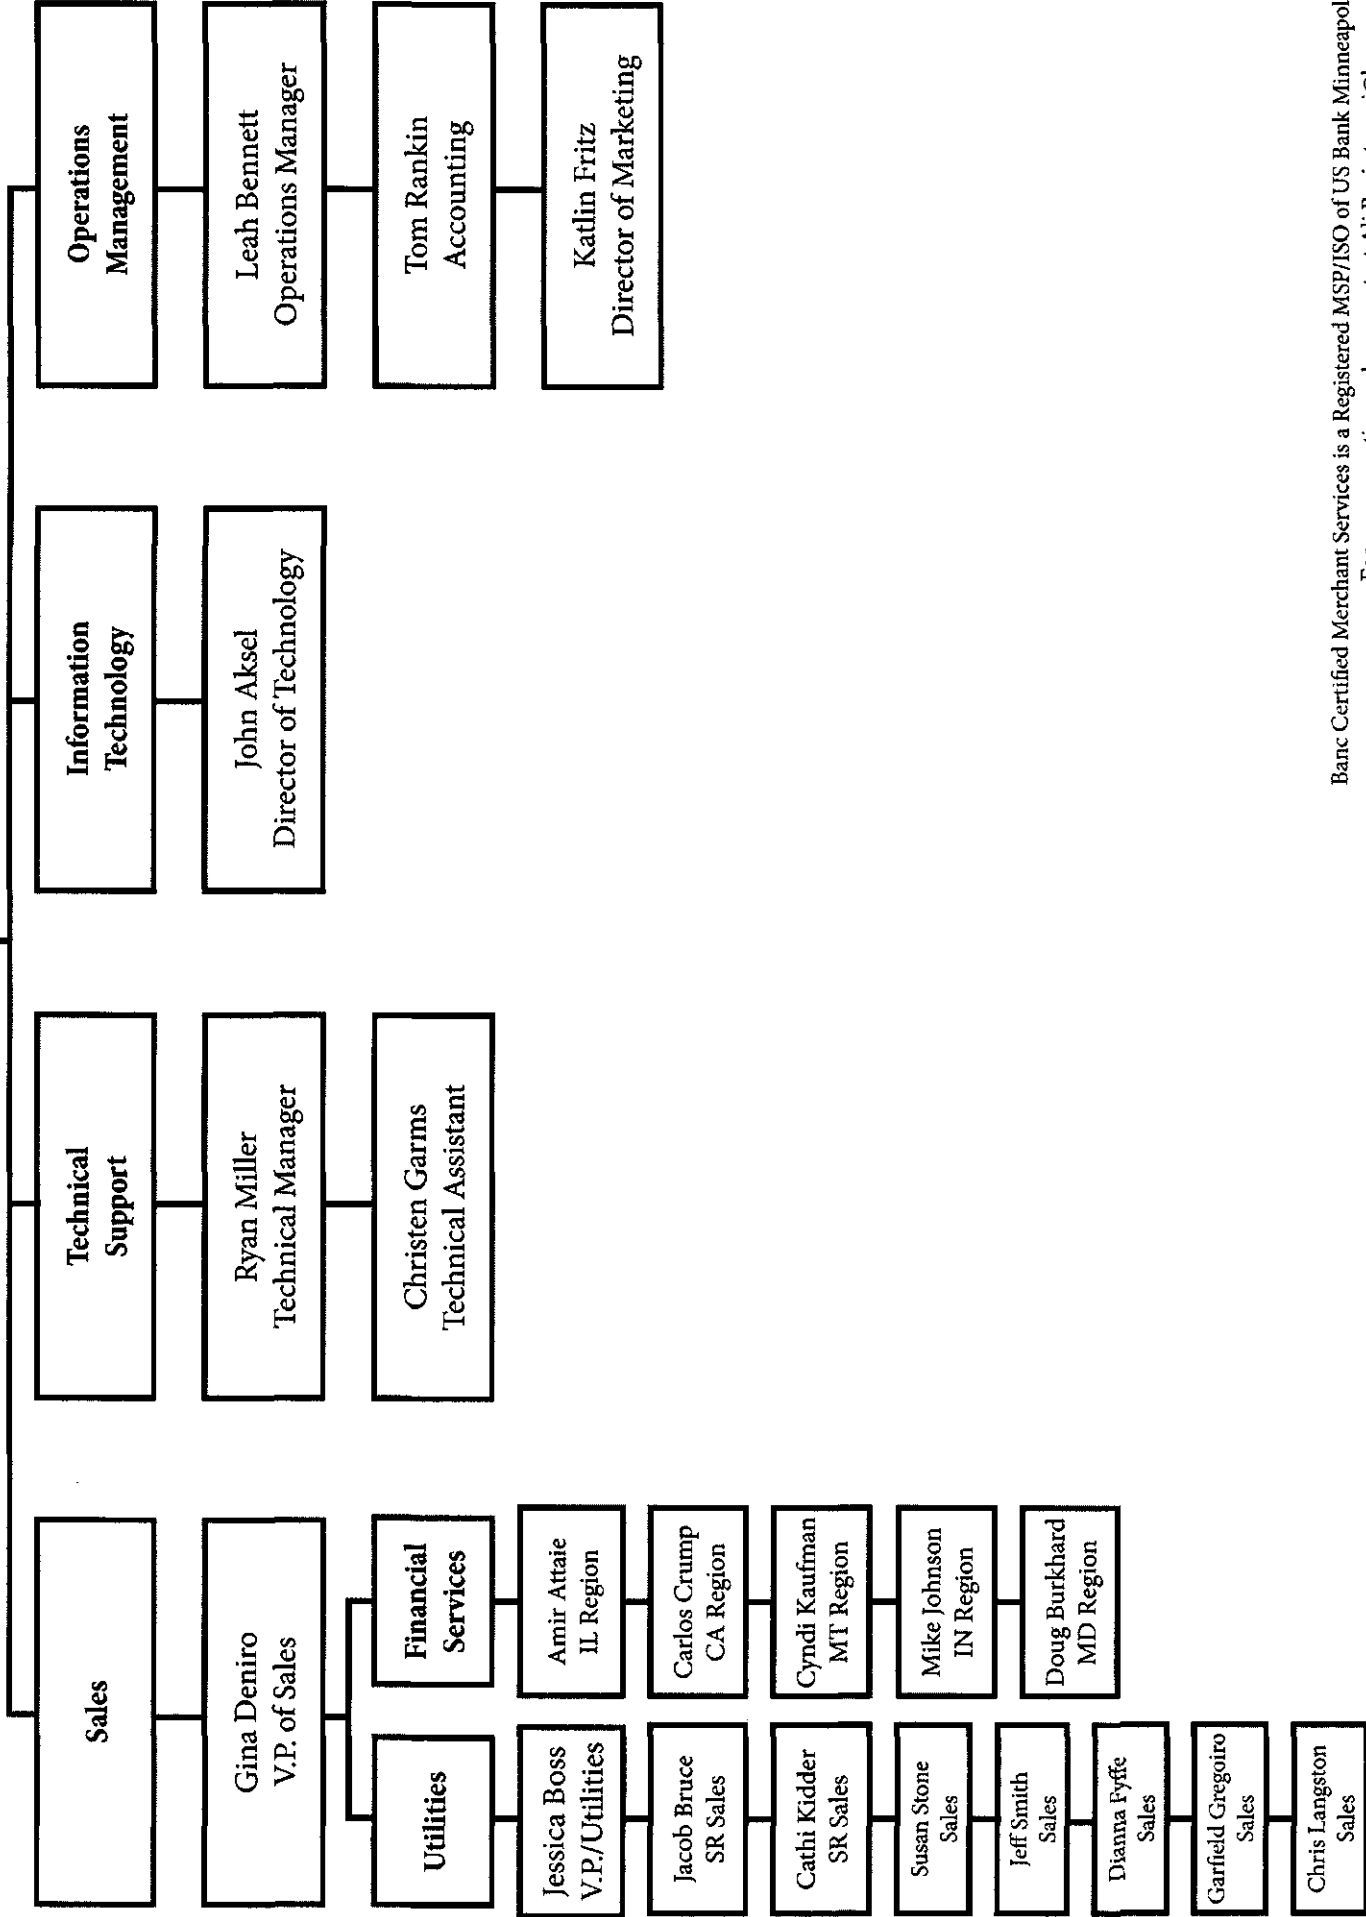 Sales
Gina Deniro
V.P. of Sales
Utilities
Jessica Boss
V.P./Utilities
Jacob Bruce
SR Sales
Cathi Kidder
SR Sales
Susan Stone
Sales
Jeff Smith
Sales
Dianna Fyffe
Sales
Garfield Gregoiro
Sales
Chris Langston
Sales
Financial
Services
Amir Attaie
IL Region
Carlos Crump
CA Region
Cyndi Kaufman
MT Region
Mike Johnson
IN Region
Doug Burkhard
MD Region
Technical
Support
Ryan Miller
Technical Manager
Christen Garms
Technical Assistant
Information
Technology
John Aksel
Director of Technology
Operations
Management
Leah Bennett
Operations Manager
Tom Rankin
Accounting
Katlin Fritz
Director of Marketing
Banc Certified Merchant Services is a Registered MSP/ISO of US Bank Minneapol